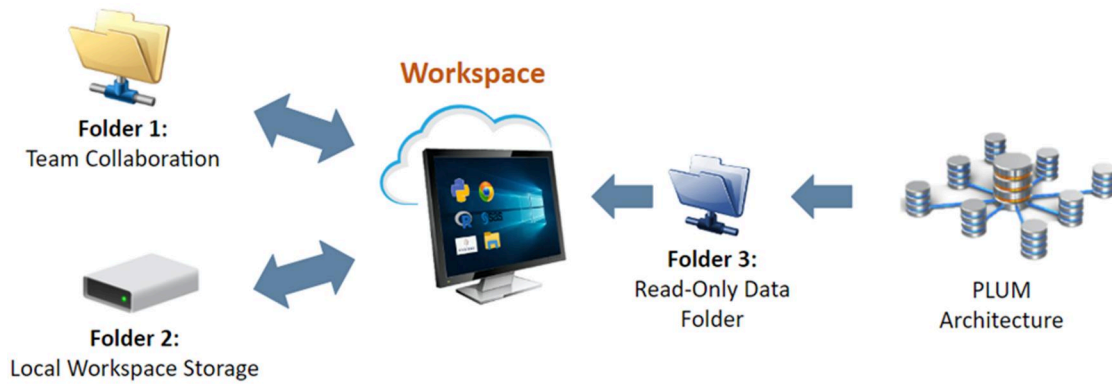 Workspace
Folder 1:
Team Collaboration
Folder 2:
Local Workspace Storage
Folder 3:
Read-Only Data
Folder
PLUM
Architecture